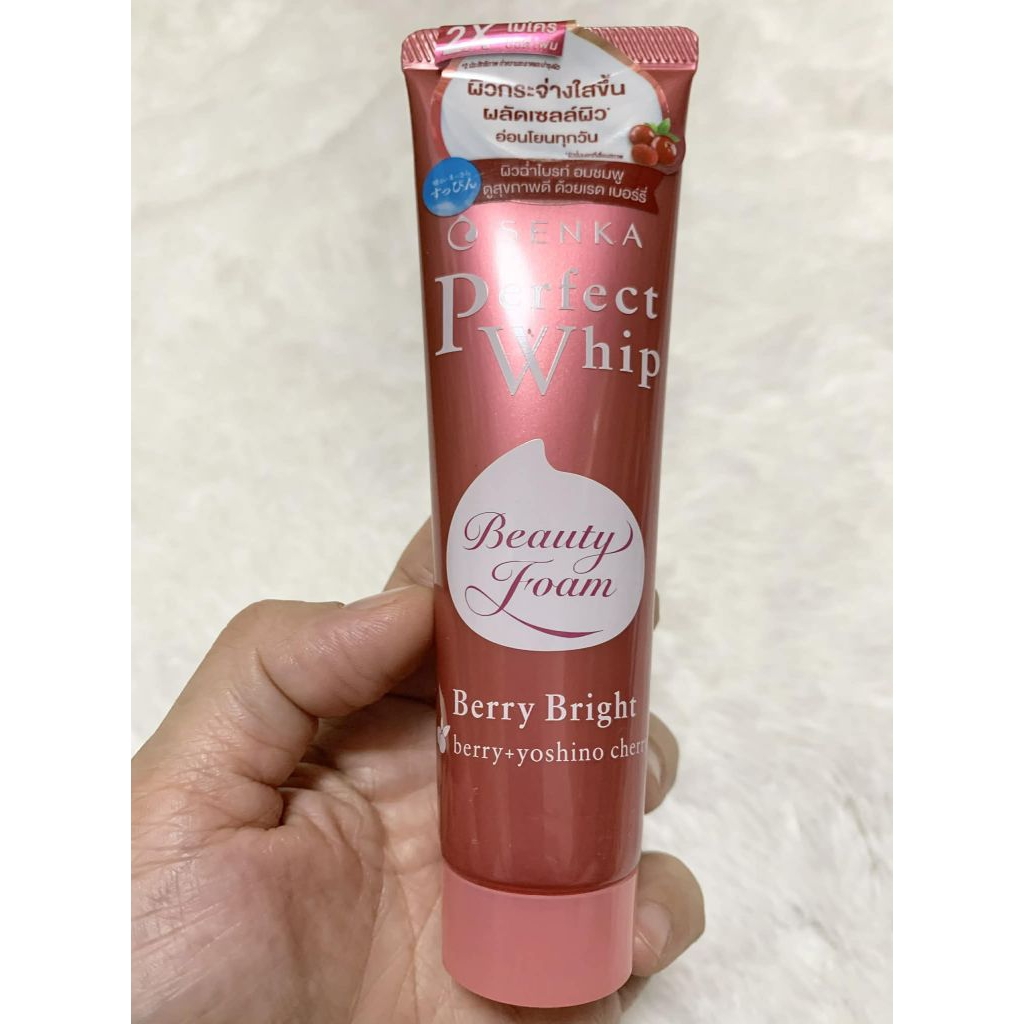 2X ไมโคร
ผิวกระจ่างใสขึ้น
ผลัดเซลล์ผิว*
อ่อนโยนทุกวัน
ผิวฉ่ำไบรท์ อมชมพู
ดูสุขภาพดี ด้วยเรด เบอร์รี่
すっぴん
SENKA
Perfect
Whip
Beauty
Foam
Berry Bright
berry+yoshino cherr